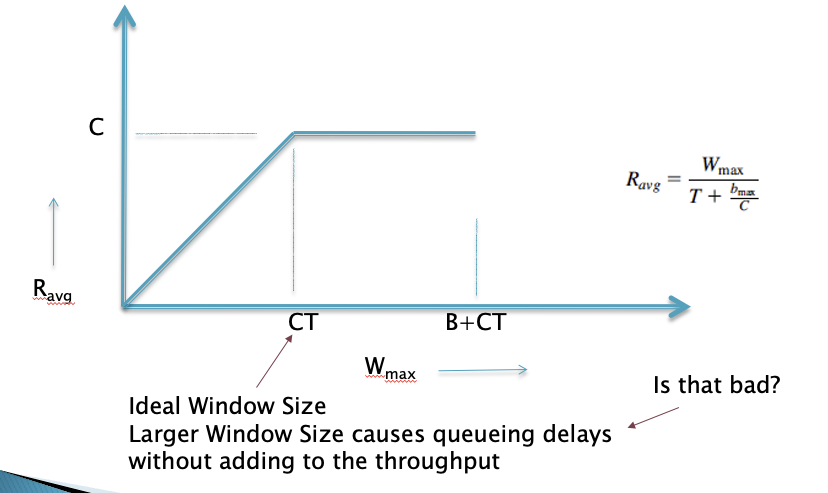 C
R_avg = W_max / (T + b_max / C)
R_avg
CT
B+CT
W_max
Is that bad?
Ideal Window Size
Larger Window Size causes queueing delays
without adding to the throughput